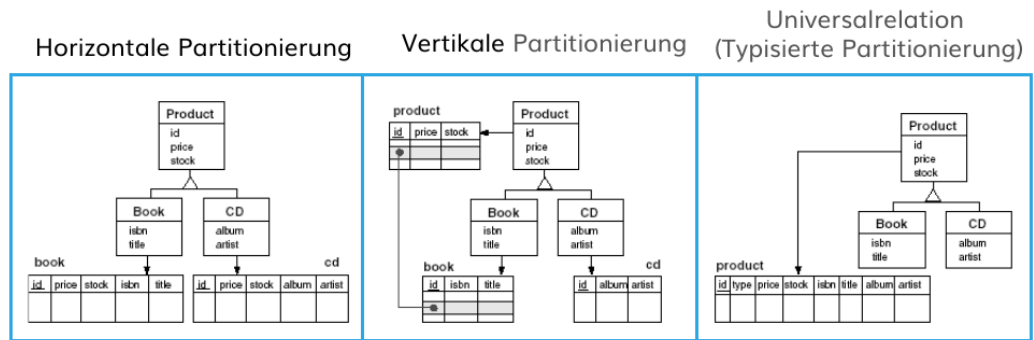 Horizontale Partitionierung
Product
id
price
stock
Book
isbn
title
CD
album
artist
book
id price stock isbn title
cd
id price stock album artist
Vertikale Partitionierung
product
id price stock
Product
id
price
stock
Book
isbn
title
CD
album
artist
book
id isbn title
cd
id album artist
Universalrelation
(Typisierte Partitionierung)
Product
id
price
stock
Book
isbn
title
CD
album
artist
product
id type price stock isbn title album artist